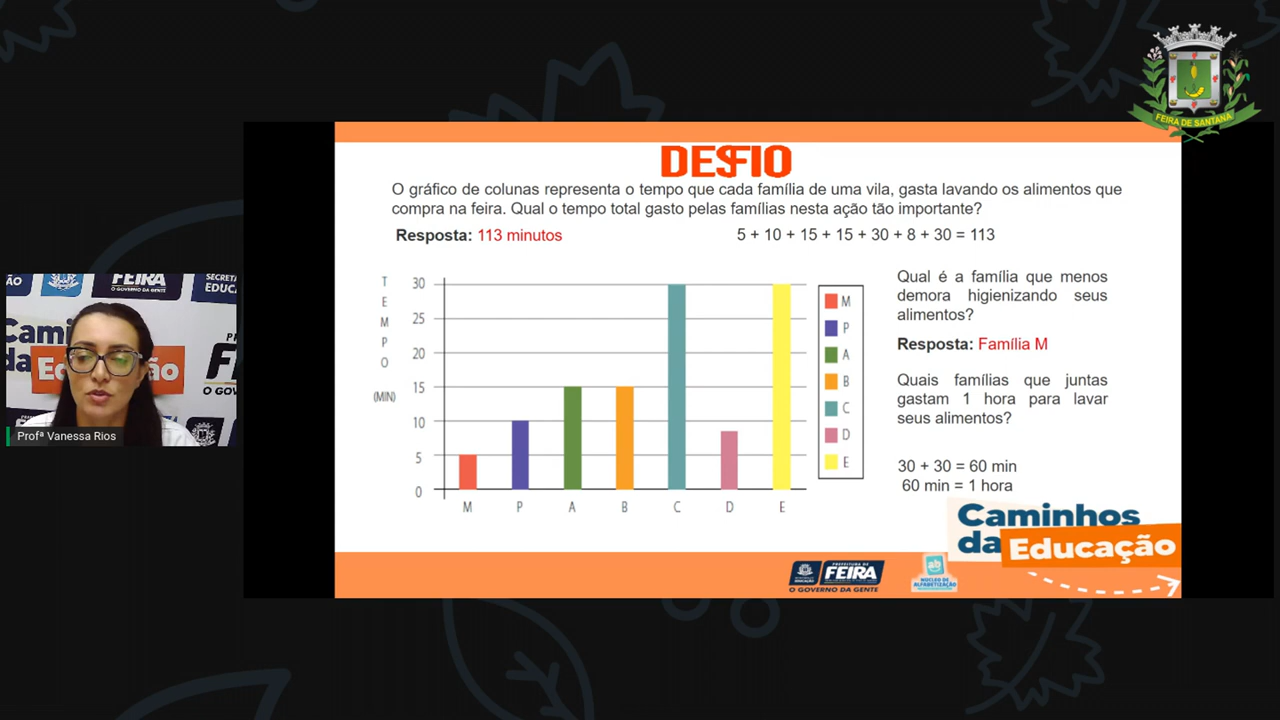 FEIRA DE SANTANA
DESAFIO
O gráfico de colunas representa o tempo que cada família de uma vila, gasta lavando os alimentos que
compra na feira. Qual o tempo total gasto pelas famílias nesta ação tão importante?
Resposta: 113 minutos
5 + 10 + 15 + 15 + 30 + 8 + 30 = 113
TEMPO
(MIN)
30
25
20
15
10
5
0
M P A B C D E
M
P
A
B
C
D
E
Qual é a família que menos
demora higienizando seus
alimentos?
Resposta: Família M
Quais famílias que juntas
gastam 1 hora para lavar
seus alimentos?
30 + 30 = 60 min
60 min = 1 hora
Caminhos
da Educação
PREFEITURA DE
FEIRA
O GOVERNO DA GENTE
NÚCLEO DE
ALFABETIZAÇÃO
FEIRA
O GOVERNO DA GENTE
SECRETA
EDUCA
Profª Vanessa Rios